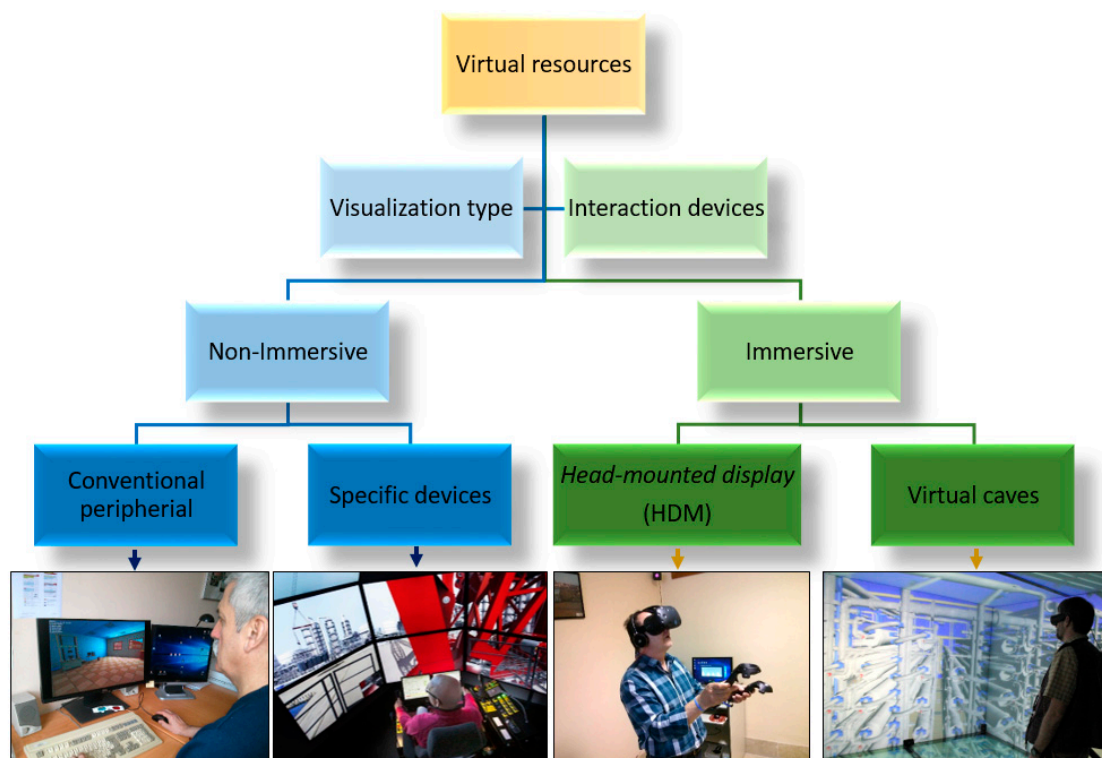 Virtual resources
Visualization type
Interaction devices
Non-Immersive
Immersive
Conventional
peripherial
Specific devices
Head-mounted display
(HDM)
Virtual caves